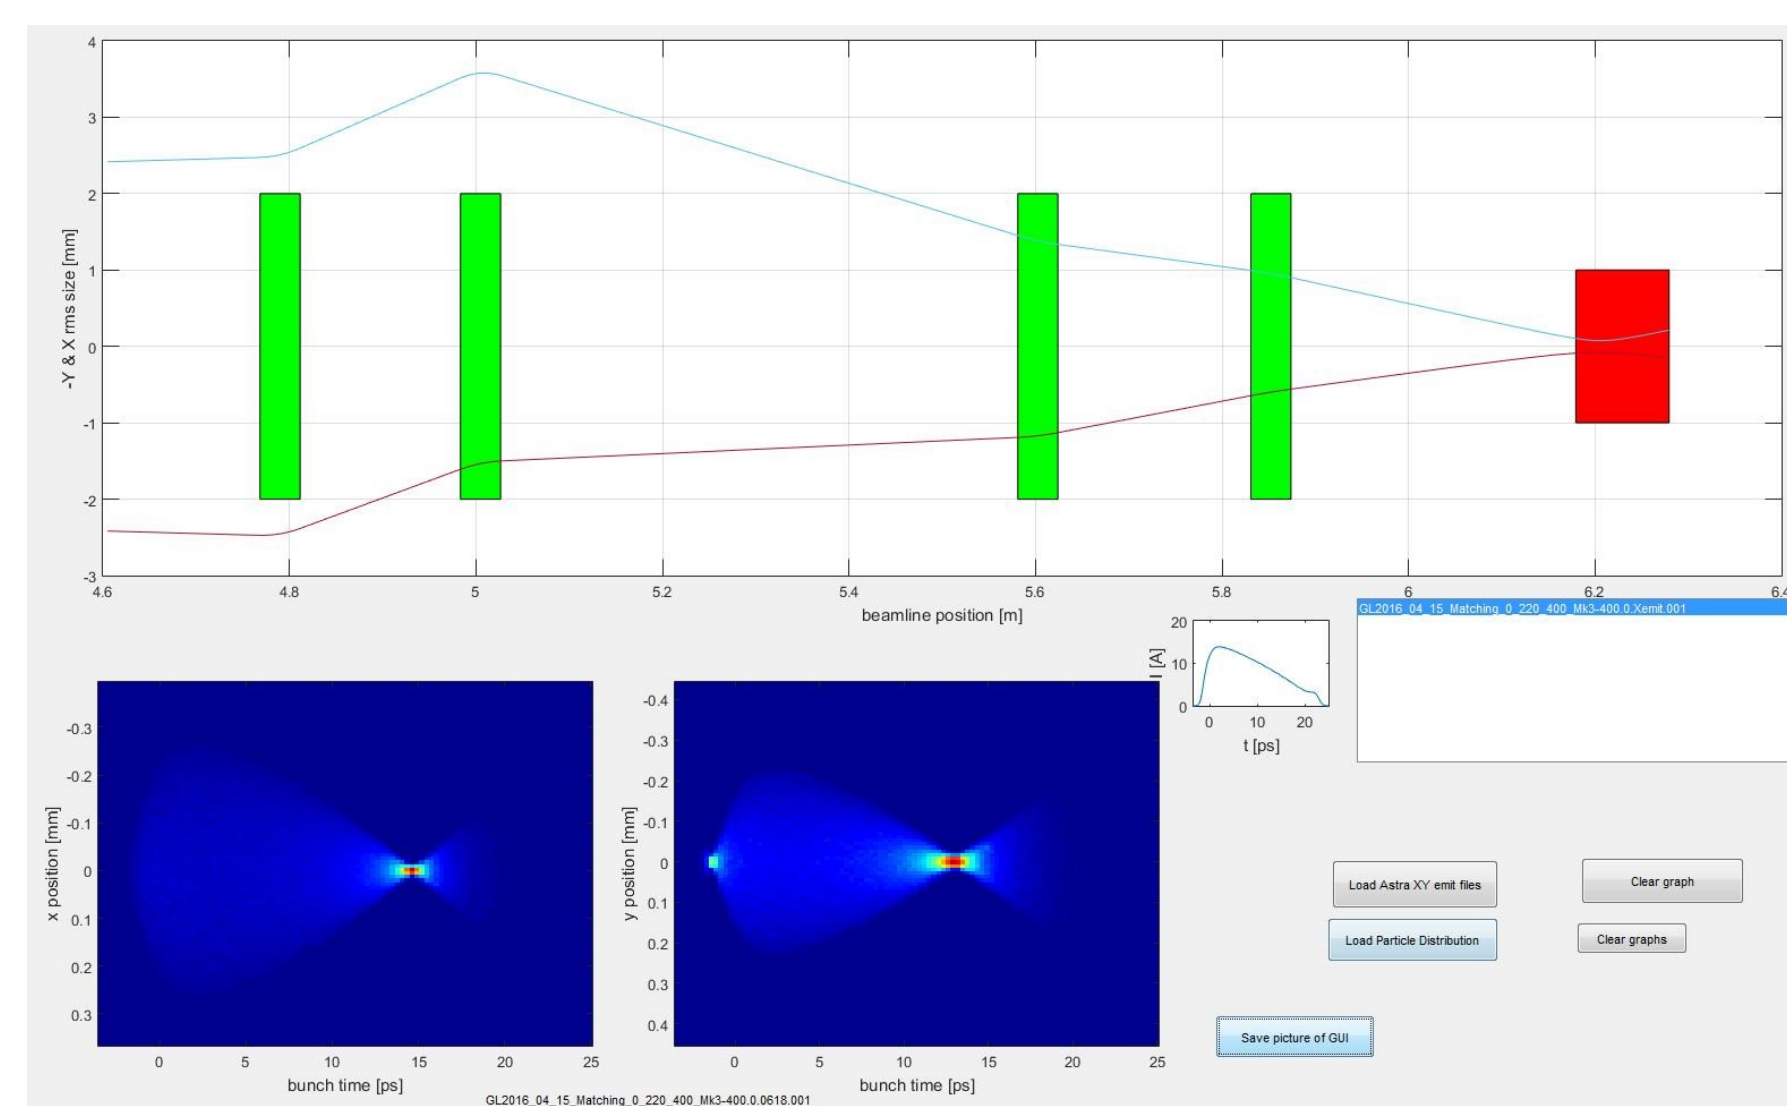 4
3
2
1
0
-1
-2
-3
-Y & X rms size [mm]
4.6 4.8 5 5.2 5.4 5.6 5.8 6 6.2 6.4
beamline position [m]
GL2016_04_15_Matching_0_220_400_Mk3-400.0.Xemit.001
20
10
0
I [A]
0 10 20
t [ps]
-0.3
-0.2
-0.1
0
0.1
0.2
0.3
x position [mm]
0 5 10 15 20 25
bunch time [ps]
-0.4
-0.3
-0.2
-0.1
0
0.1
0.2
0.3
0.4
y position [mm]
0 5 10 15 20 25
bunch time [ps]
GL2016_04_15_Matching_0_220_400_Mk3-400.0.0618.001
Load Astra XY emit files
Clear graph
Load Particle Distribution
Clear graphs
Save picture of GUI